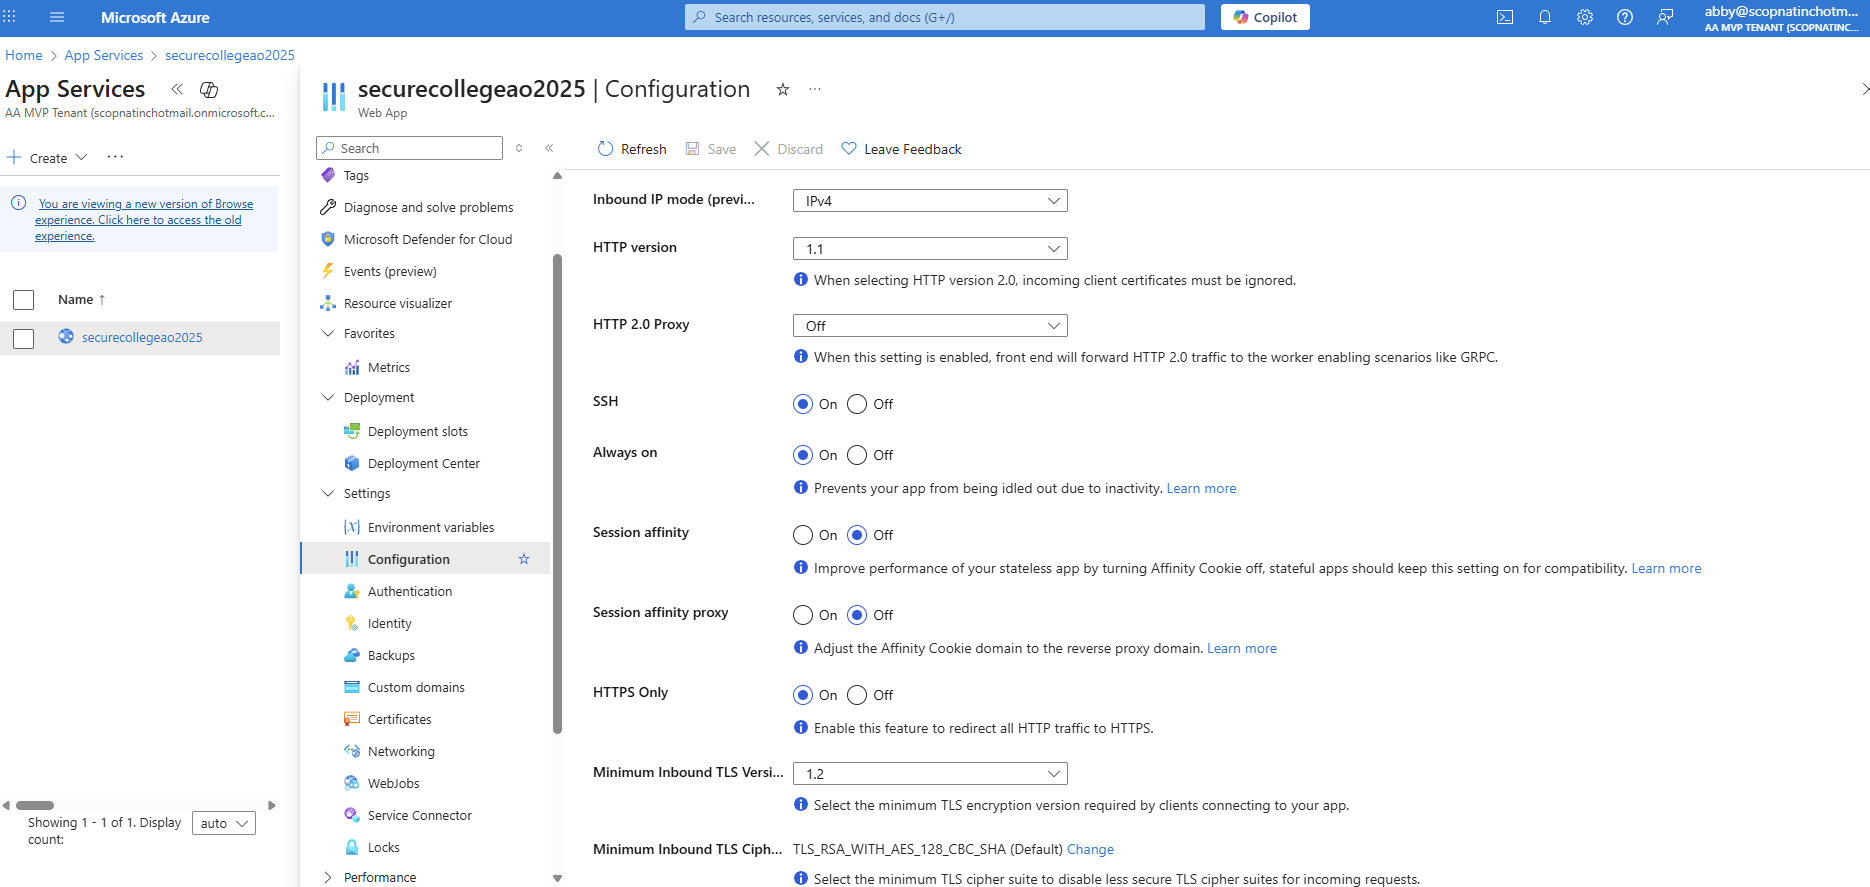 Microsoft Azure
Search resources, services, and docs (G+/)
Copilot
abby@scopnatinchotm...
AA MVP TENANT (SCOPNATINC...
Home > App Services > securecollegeao2025
App Services
AA MVP Tenant (scopnatinchotmail.onmicrosoft.c...
Create
You are viewing a new version of Browse
experience. Click here to access the old
experience.
Name ↑
securecollegeao2025
Showing 1 - 1 of 1. Display
count:
auto
securecollegeao2025 | Configuration
Web App
Search
Tags
Diagnose and solve problems
Microsoft Defender for Cloud
Events (preview)
Resource visualizer
Favorites
Metrics
Deployment
Deployment slots
Deployment Center
Settings
Environment variables
Configuration
Authentication
Identity
Backups
Custom domains
Certificates
Networking
WebJobs
Service Connector
Locks
Performance
Refresh Save Discard Leave Feedback
Inbound IP mode (previ... IPv4
HTTP version 1.1
When selecting HTTP version 2.0, incoming client certificates must be ignored.
HTTP 2.0 Proxy Off
When this setting is enabled, front end will forward HTTP 2.0 traffic to the worker enabling scenarios like GRPC.
SSH On Off
Always on On Off
Prevents your app from being idled out due to inactivity. Learn more
Session affinity On Off
Improve performance of your stateless app by turning Affinity Cookie off, stateful apps should keep this setting on for compatibility. Learn more
Session affinity proxy On Off
Adjust the Affinity Cookie domain to the reverse proxy domain. Learn more
HTTPS Only On Off
Enable this feature to redirect all HTTP traffic to HTTPS.
Minimum Inbound TLS Versi... 1.2
Select the minimum TLS encryption version required by clients connecting to your app.
Minimum Inbound TLS Ciph... TLS_RSA_WITH_AES_128_CBC_SHA (Default) Change
Select the minimum TLS cipher suite to disable less secure TLS cipher suites for incoming requests.